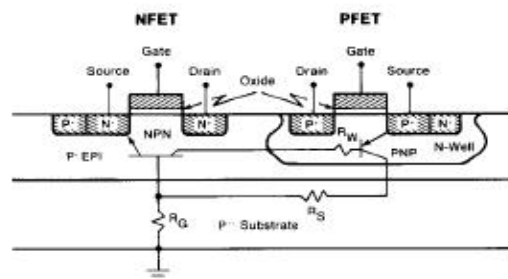 NFET PFET
Gate Gate
Source Drain Oxide Drain Source
P+ N+ NPN N+ P+ RW P+ N+
P- EPI PNP N-Well
RG P++ Substrate RS